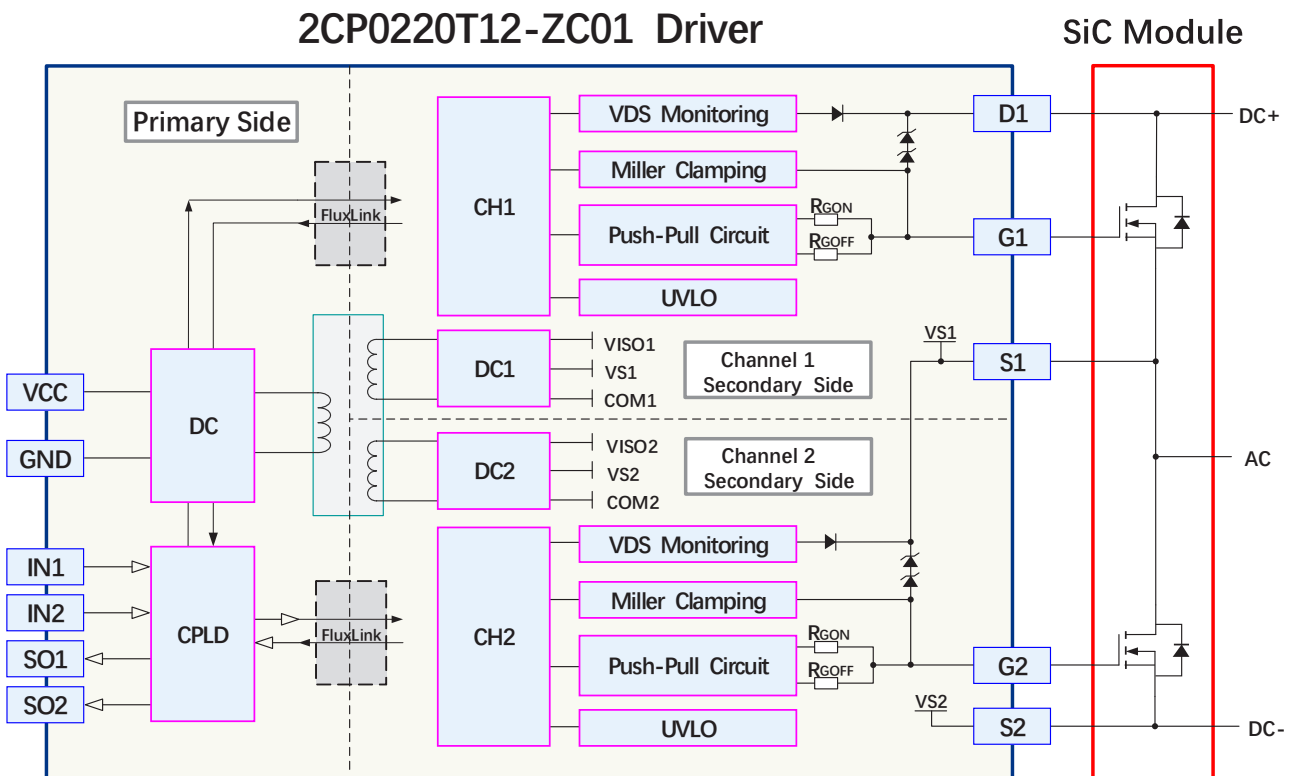 2CP0220T12-ZC01 Driver
SiC Module
Primary Side
FluxLink
CH1
VDS Monitoring
Miller Clamping
Push-Pull Circuit
UVLO
RGON
RGOFF
D1
G1
S1
DC+
VS1
VCC
GND
DC
DC1
VISO1
VS1
COM1
Channel 1
Secondary Side
DC2
VISO2
VS2
COM2
Channel 2
Secondary Side
AC
IN1
IN2
SO1
SO2
CPLD
FluxLink
CH2
VDS Monitoring
Miller Clamping
Push-Pull Circuit
UVLO
RGON
RGOFF
G2
VS2
S2
DC-